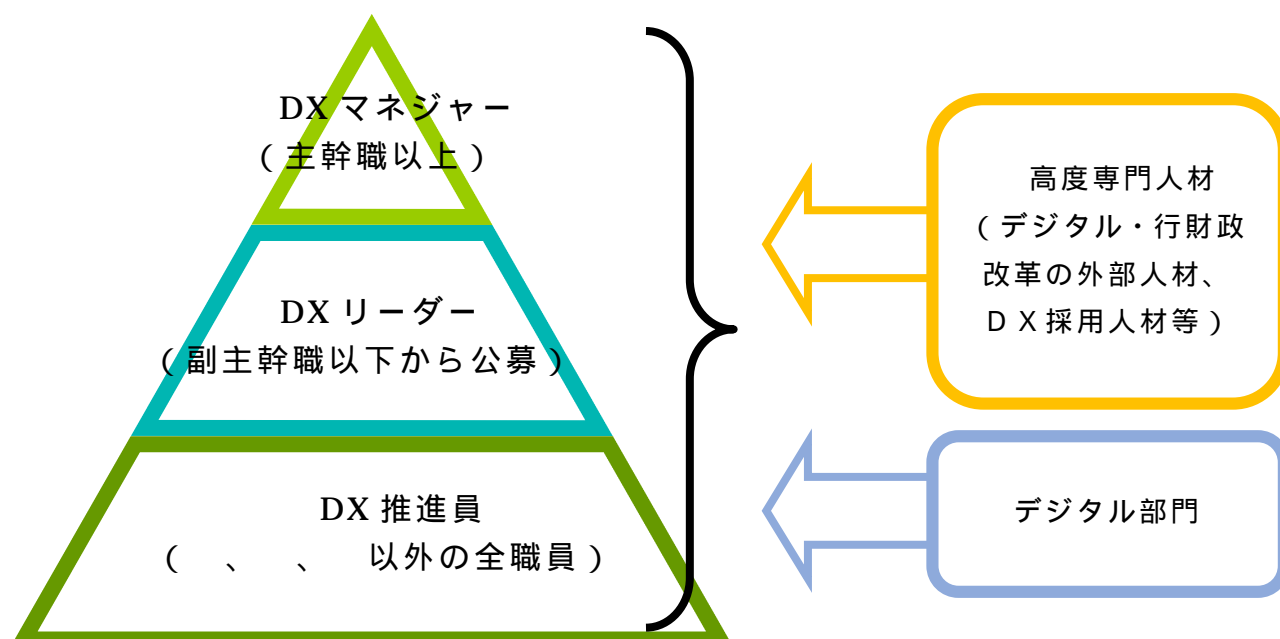 DX マネジャー
(主幹職以上)
DX リーダー
(副主幹職以下から公募)
DX 推進員
(　、　、　以外の全職員)
高度専門人材
(デジタル・行財政
改革の外部人材、
ＤＸ採用人材等)
デジタル部門